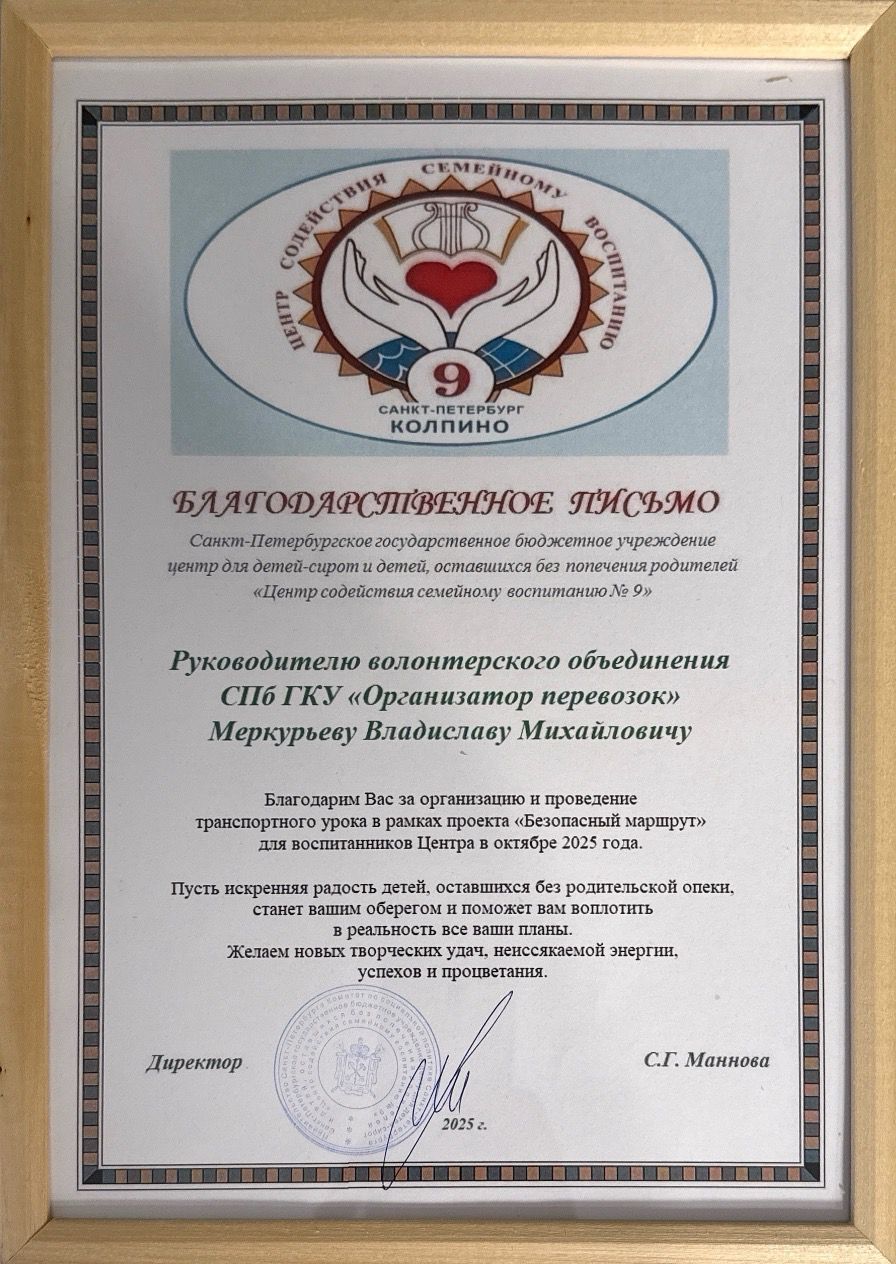 ЦЕНТР СОДЕЙСТВИЯ СЕМЕЙНОМУ ВОСПИТАНИЮ
9
САНКТ-ПЕТЕРБУРГ
КОЛПИНО
БЛАГОДАРСТВЕННОЕ ПИСЬМО
Санкт-Петербургское государственное бюджетное учреждение
центр для детей-сирот и детей, оставшихся без попечения родителей
«Центр содействия семейному воспитанию № 9»
Руководителю волонтерского объединения
СПб ГКУ «Организатор перевозок»
Меркурьеву Владиславу Михайловичу
Благодарим Вас за организацию и проведение
транспортного урока в рамках проекта «Безопасный маршрут»
для воспитанников Центра в октябре 2025 года.
Пусть искренняя радость детей, оставшихся без родительской опеки,
станет вашим оберегом и поможет вам воплотить
в реальность все ваши планы.
Желаем новых творческих удач, неиссякаемой энергии,
успехов и процветания.
Директор
С.Г. Маннова
2025 г.